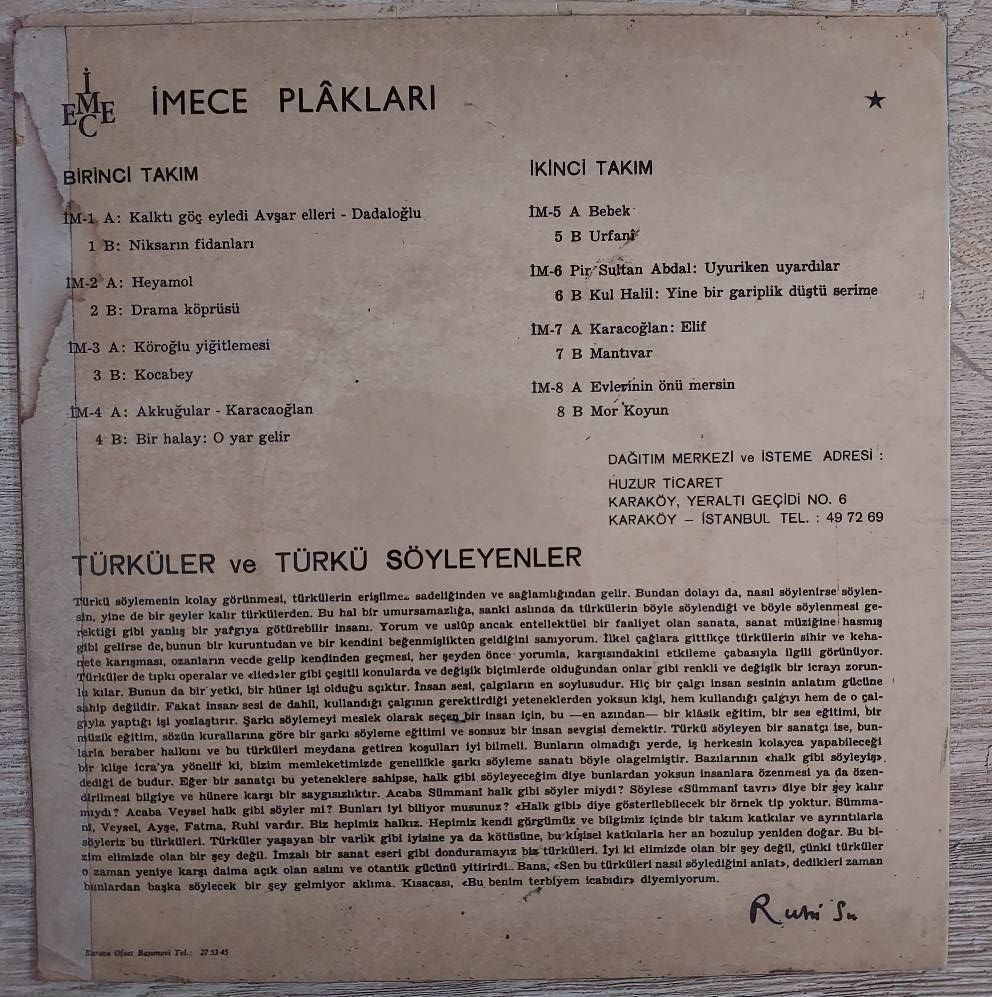 İMECE
İMECE PLÂKLARI
★
BİRİNCİ TAKIM
İM-1 A: Kalktı göç eyledi Avşar elleri - Dadaloğlu
1 B: Niksarın fidanları
İM-2 A: Heyamol
2 B: Drama köprüsü
İM-3 A: Köroğlu yiğitlemesi
3 B: Kocabey
İM-4 A: Akkuğular - Karacaoğlan
4 B: Bir halay: O yar gelir
İKİNCİ TAKIM
İM-5 A Bebek
5 B Urfanî
İM-6 Pir Sultan Abdal: Uyuriken uyardılar
6 B Kul Halil: Yine bir gariplik düştü serime
İM-7 A Karacoğlan: Elif
7 B Mantıvar
İM-8 A Evlerinin önü mersin
8 B Mor Koyun
DAĞITIM MERKEZİ ve İSTEME ADRESİ :
HUZUR TİCARET
KARAKÖY, YERALTI GEÇİDİ NO. 6
KARAKÖY – İSTANBUL TEL. : 49 72 69
TÜRKÜLER ve TÜRKÜ SÖYLEYENLER
Türkü söylemenin kolay görünmesi, türkülerin erişilmez sadeliğinden ve sağlamlığından gelir. Bundan dolayı da, nasıl söylenirse söylen-
sin, yine de bir şeyler kalır türkülerden. Bu hal bir umursamazlığa, sanki aslında da türkülerin böyle söylendiği ve böyle söylenmesi ge-
rektiği gibi yanlış bir yargıya götürebilir insanı. Yorum ve uslûp ancak entellektüel bir faaliyet olan sanata, sanat müziğine hasmış
gibi gelirse de, bunun bir kuruntudan ve bir kendini beğenmişlikten geldiğini sanıyorum. İlkel çağlara gittikçe türkülerin sihir ve keha-
nete karışması, ozanların vecde gelip kendinden geçmesi, her şeyden önce yorumla, karşısındakini etkileme çabasıyla ilgili görünüyor.
Türküler de tıpkı operalar ve «lied»ler gibi çeşitli konularda ve değişik biçimlerde olduğundan onlar gibi renkli ve değişik bir icrayı zorun-
lu kılar. Bunun da bir yetki, bir hüner işi olduğu açıktır. İnsan sesi, çalgıların en soylusudur. Hiç bir çalgı insan sesinin anlatım gücüne
sahip değildir. Fakat insan sesi de dahil, kullandığı çalgının gerektirdiği yeteneklerden yoksun kişi, hem kullandığı çalgıyı hem de o çal-
gıyla yaptığı işi yozlaştırır. Şarkı söylemeyi meslek olarak seçen bir insan için, bu —en azından— bir klâsik eğitim, bir ses eğitimi, bir
müzik eğitimi, sözün kurallarına göre bir şarkı söyleme eğitimi ve sonsuz bir insan sevgisi demektir. Türkü söyleyen bir sanatçı ise, bun-
larla beraber halkını ve bu türküleri meydana getiren koşulları iyi bilmeli. Bunların olmadığı yerde, iş herkesin kolayca yapabileceği
bir klişe icra'ya yönelir ki, bizim memleketimizde genellikle şarkı söyleme sanatı böyle olagelmiştir. Bazılarının «halk gibi söyleyiş».
dediği de budur. Eğer bir sanatçı bu yeteneklere sahipse, halk gibi söyleyeceğim diye bunlardan yoksun insanlara özenmesi ya da özen-
dirilmesi bilgiye ve hünere karşı bir saygısızlıktır. Acaba Sümmanî halk gibi söyler miydi? Söylese «Sümmanî tavrı» diye bir şey kalır
mıydı? Acaba Veysel halk gibi söyler mi? Bunları iyi biliyor musunuz? «Halk gibi» diye gösterilebilecek bir örnek tip yoktur. Sümma-
nî, Veysel, Ayşe, Fatma, Ruhi vardır. Biz hepimiz halkız. Hepimiz kendi görgümüz ve bilgimiz içinde bir takım katkılar ve ayrıntılarla
söyleriz bu türküleri. Türküler yaşayan bir varlık gibi iyisine ya da kötüsüne, bu kişisel katkılarla her an bozulup yeniden doğar. Bu bi-
zim elimizde olan bir şey değil. İmzalı bir sanat eseri gibi donduramayız biz türküleri. İyi ki elimizde olan bir şey değil, çünki türküler
o zaman yeniye karşı daima açık olan aslını ve otantik gücünü yitirirdi.. Bana, «Sen bu türküleri nasıl söylediğini anlat», dedikleri zaman
bunlardan başka söylecek bir şey gelmiyor aklıma. Kısacası, «Bu benim terbiyem icabıdır» diyemiyorum.
Ruhi Su
Karaca Ofset Basımevi Tel.: 27 53 45